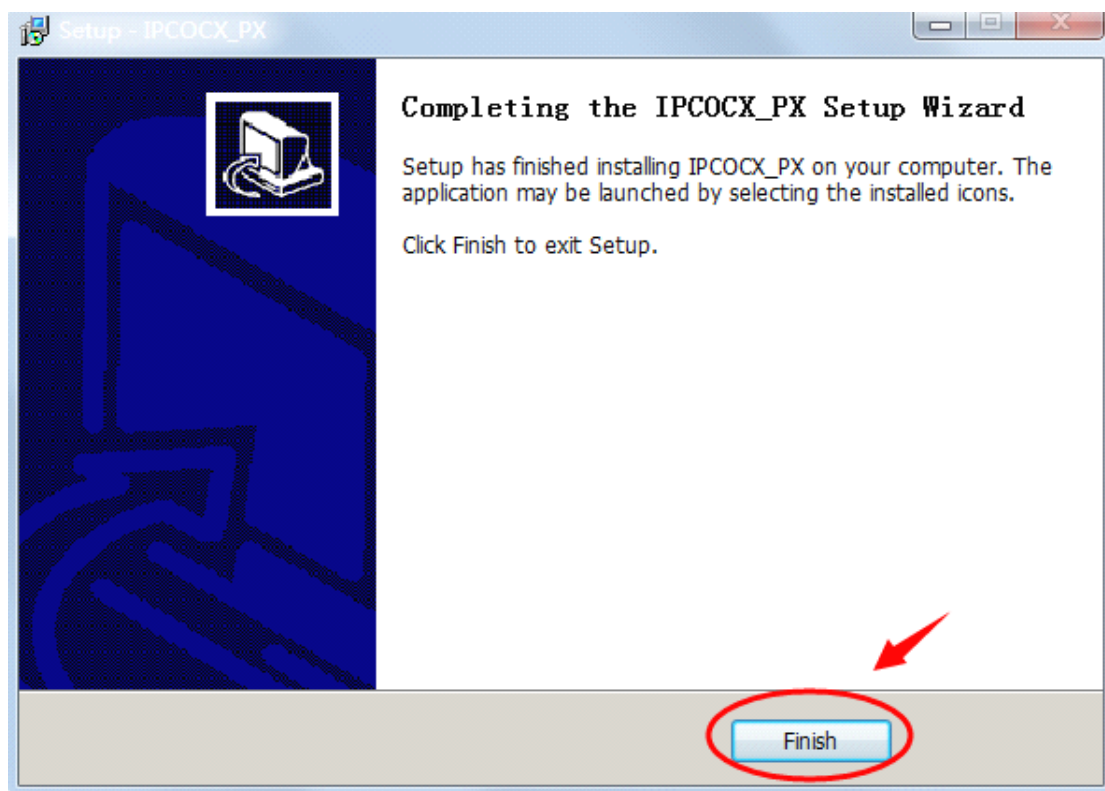 Setup - IPCOCX_PX
Completing the IPCOCX_PX Setup Wizard
Setup has finished installing IPCOCX_PX on your computer. The
application may be launched by selecting the installed icons.
Click Finish to exit Setup.
Finish